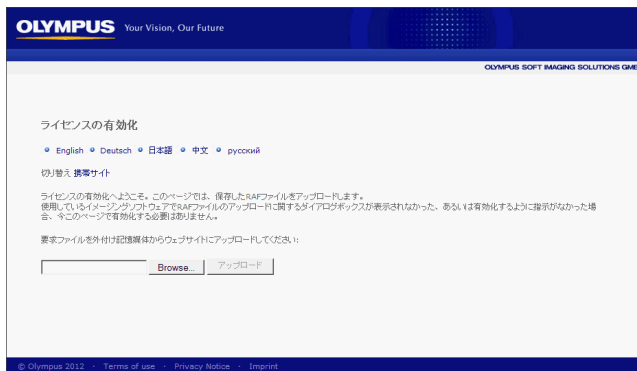 OLYMPUS Your Vision, Our Future
OLYMPUS SOFT IMAGING SOLUTIONS GMB
ライセンスの有効化
English Deutsch 日本語 中文 русский
切り替え 携帯サイト
ライセンスの有効化へようこそ。このページでは、保存したRAFファイルをアップロードします。
使用しているイメージングソフトウェアでRAFファイルのアップロードに関するダイアログボックスが表示されなかった、あるいは有効化するように指示がなかった場
合、今このページで有効化する必要はありません。
要求ファイルを外付け記憶媒体からウェブサイトにアップロードしてください:
Browse... アップロード
© Olympus 2012 · Terms of use · Privacy Notice · Imprint